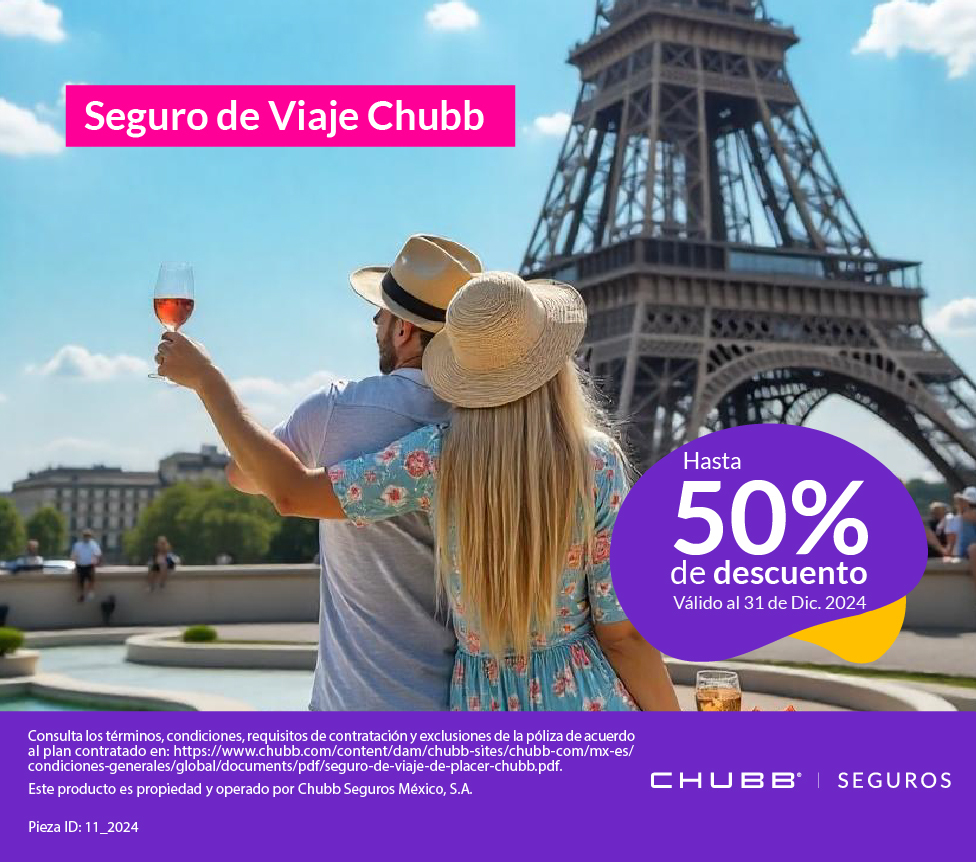 Seguro de Viaje Chubb
Hasta
50%
de descuento
Válido al 31 de Dic. 2024
Consulta los términos, condiciones, requisitos de contratación y exclusiones de la póliza de acuerdo
al plan contratado en: https://www.chubb.com/content/dam/chubb-sites/chubb-com/mx-es/
condiciones-generales/global/documents/pdf/seguro-de-viaje-de-placer-chubb.pdf.
Este producto es propiedad y operado por Chubb Seguros México, S.A.
CHUBB® | SEGUROS
Pieza ID: 11_2024